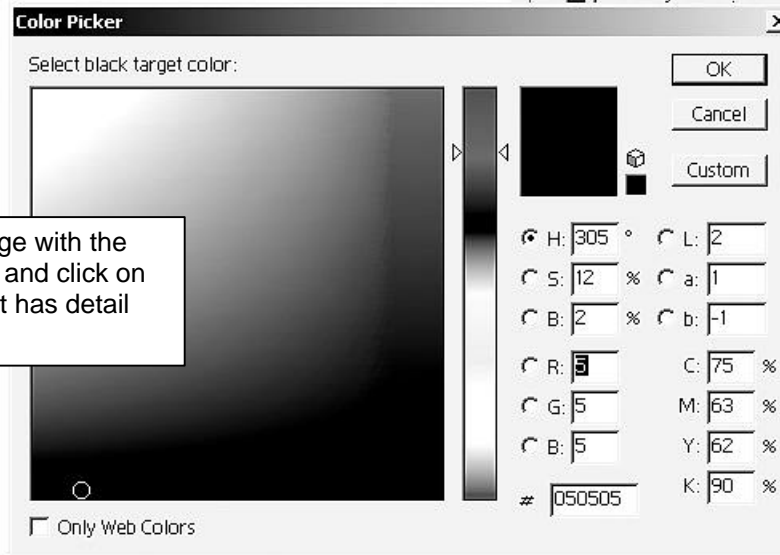 Color Picker
Select black target color:
OK
Cancel
Custom
ge with the
and click on
t has detail
H: 305 ° L: 2
S: 12 % a: 1
B: 2 % b: -1
R: 5 C: 75 %
G: 5 M: 63 %
B: 5 Y: 62 %
# 050505 K: 90 %
Only Web Colors